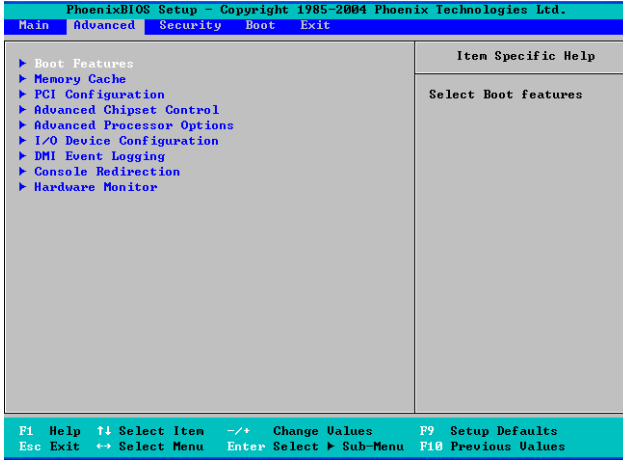 PhoenixBIOS Setup - Copyright 1985-2004 Phoenix Technologies Ltd.
Main Advanced Security Boot Exit
Item Specific Help
▶ Boot Features
▶ Memory Cache
▶ PCI Configuration
▶ Advanced Chipset Control
▶ Advanced Processor Options
▶ I/O Device Configuration
▶ DMI Event Logging
▶ Console Redirection
▶ Hardware Monitor
Select Boot features
F1 Help ↑↓ Select Item -/+ Change Values F9 Setup Defaults
Esc Exit ↔ Select Menu Enter Select ▶ Sub-Menu F10 Previous Values